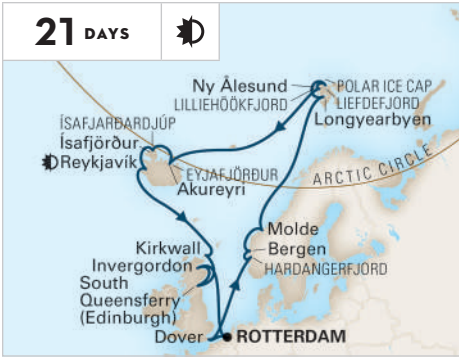 21 DAYS
Ny Ålesund
POLAR ICE CAP
LILLIEHÖÖKFJORD
LIEFDEFJORD
Longyearbyen
ÍSAFJARÐARDJÚP
Ísafjörður
Reykjavík
EYJAFJÖRÐUR
Akureyri
ARCTIC CIRCLE
Molde
Kirkwall
Bergen
Invergordon
HARDANGERFJORD
South
Queensferry
(Edinburgh)
Dover
ROTTERDAM